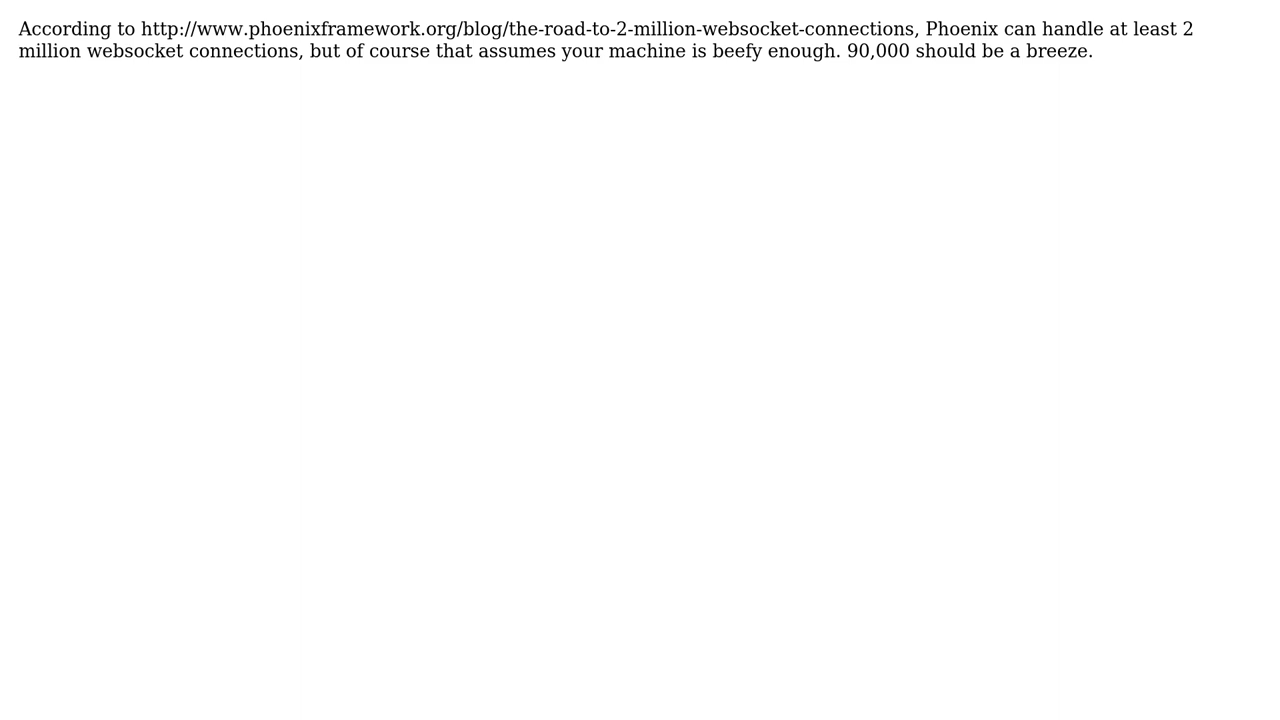 According to http://www.phoenixframework.org/blog/the-road-to-2-million-websocket-connections, Phoenix can handle at least 2
million websocket connections, but of course that assumes your machine is beefy enough. 90,000 should be a breeze.